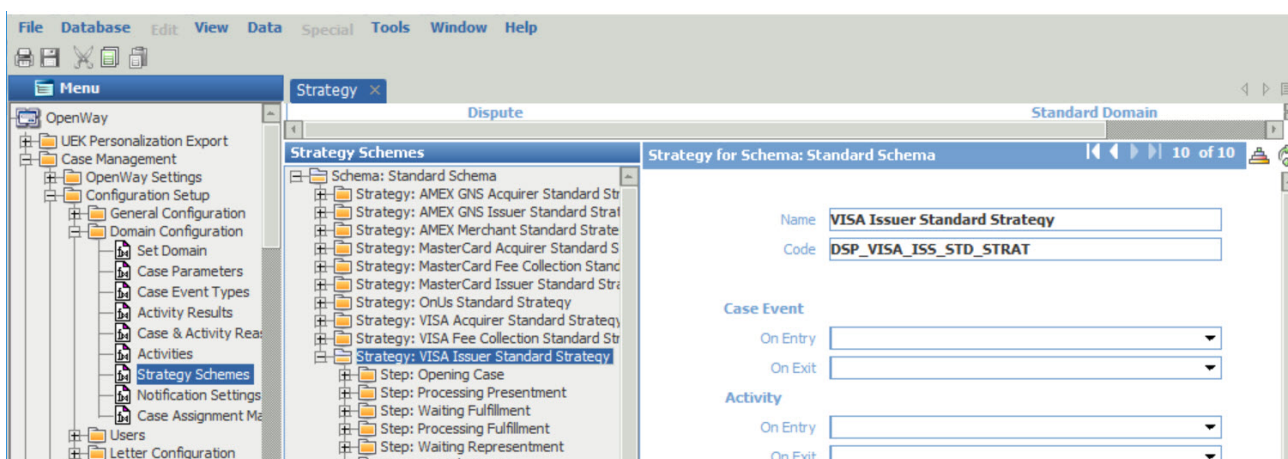 File Database Edit View Data Special Tools Window Help
Menu
Strategy
OpenWay
UEK Personalization Export
Case Management
OpenWay Settings
Configuration Setup
General Configuration
Domain Configuration
Set Domain
Case Parameters
Case Event Types
Activity Results
Case & Activity Rea
Activities
Strategy Schemes
Notification Settings
Case Assignment Ma
Users
Letter Configuration
Dispute Standard Domain
Strategy Schemes
Schema: Standard Schema
Strategy: AMEX GNS Acquirer Standard Str
Strategy: AMEX GNS Issuer Standard Strat
Strategy: AMEX Merchant Standard Strate
Strategy: MasterCard Acquirer Standard S
Strategy: MasterCard Fee Collection Stand
Strategy: MasterCard Issuer Standard Stra
Strategy: OnUs Standard Strategy
Strategy: VISA Acquirer Standard Strategy
Strategy: VISA Fee Collection Standard Str
Strategy: VISA Issuer Standard Strategy
Step: Opening Case
Step: Processing Presentment
Step: Waiting Fulfillment
Step: Processing Fulfillment
Step: Waiting Representment
Strategy for Schema: Standard Schema 10 of 10
Name VISA Issuer Standard Strategy
Code DSP_VISA_ISS_STD_STRAT
Case Event
On Entry
On Exit
Activity
On Entry
On Exit